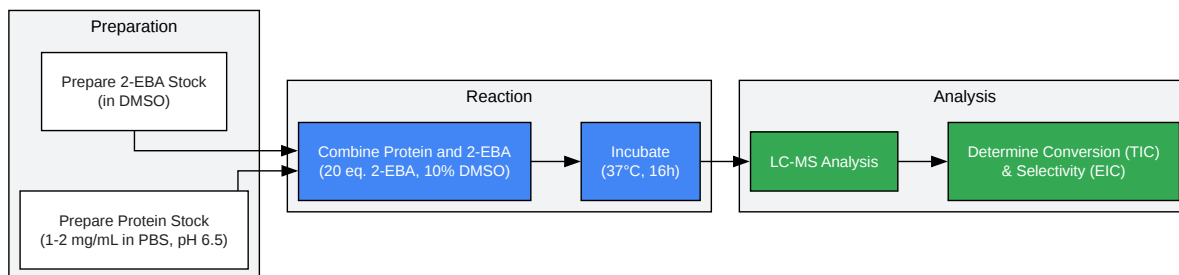 Preparation
Prepare 2-EBA Stock
(in DMSO)
Prepare Protein Stock
(1-2 mg/mL in PBS, pH 6.5)
Reaction
Combine Protein and 2-EBA
(20 eq. 2-EBA, 10% DMSO)
Incubate
(37°C, 16h)
Analysis
LC-MS Analysis
Determine Conversion (TIC)
& Selectivity (EIC)